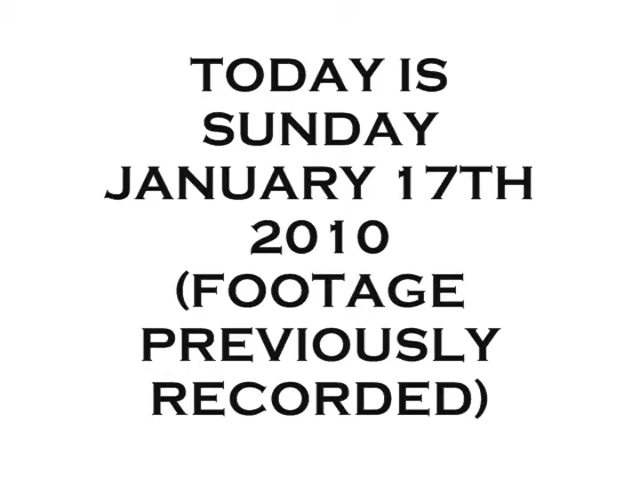 TODAY IS
SUNDAY
JANUARY 17TH
2010
(FOOTAGE
PREVIOUSLY
RECORDED)